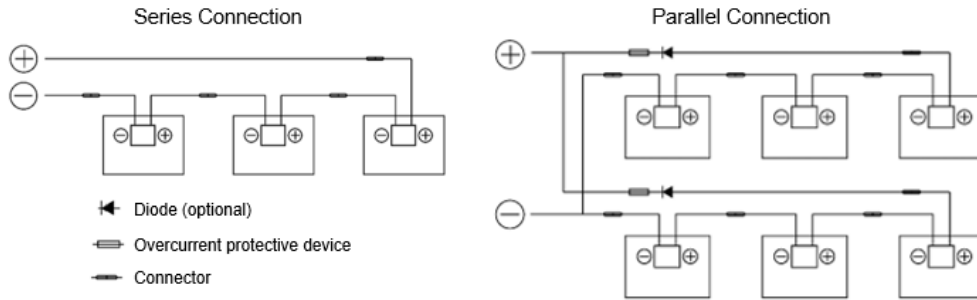 Series Connection
Parallel Connection
Diode (optional)
Overcurrent protective device
Connector